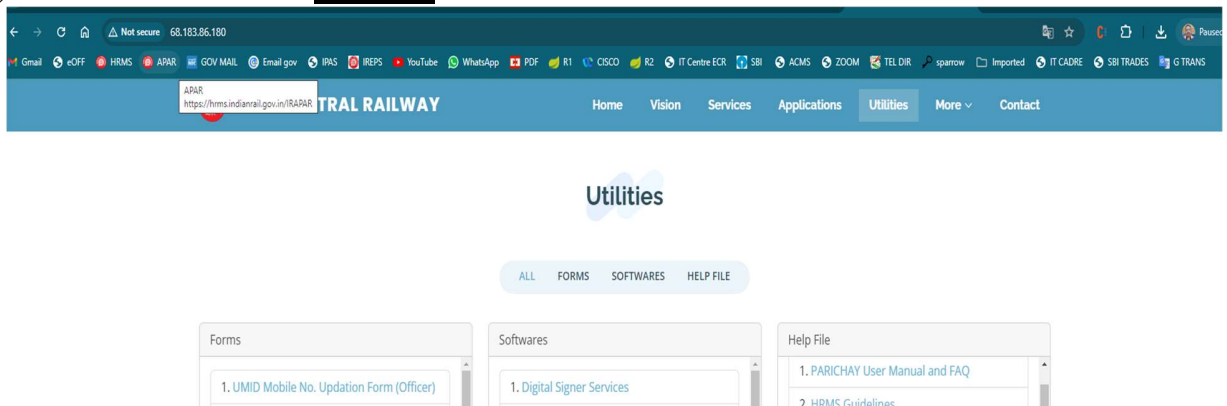 Not secure 68.183.86.180 Paused
Gmail eOFF HRMS APAR GOV MAIL Email gov IPAS IREPS YouTube WhatsApp PDF R1 CISCO R2 IT Centre ECR SBI ACMS ZOOM TEL DIR sparrow Imported IT CADRE SBI TRADES G TRANS
APAR
https://hrms.indianrail.gov.in/IRAPAR
TRAL RAILWAY Home Vision Services Applications Utilities More Contact
Utilities
ALL FORMS SOFTWARES HELP FILE
Forms Softwares Help File
1. PARICHAY User Manual and FAQ
1. UMID Mobile No. Updation Form (Officer) 1. Digital Signer Services
2. HRMS Guidelines